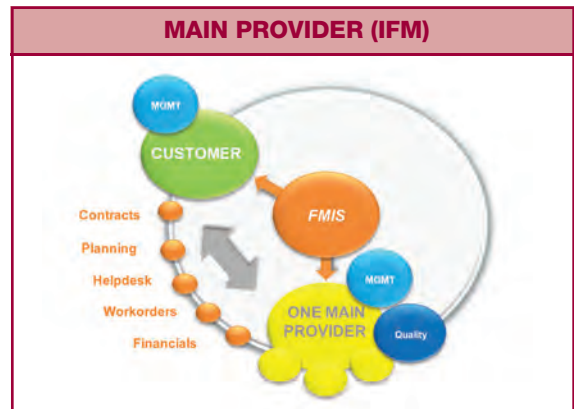 MAIN PROVIDER (IFM)
MGMT
CUSTOMER
FMIS
Contracts
Planning
Helpdesk
Workorders
Financials
MGMT
ONE MAIN
PROVIDER
Quality